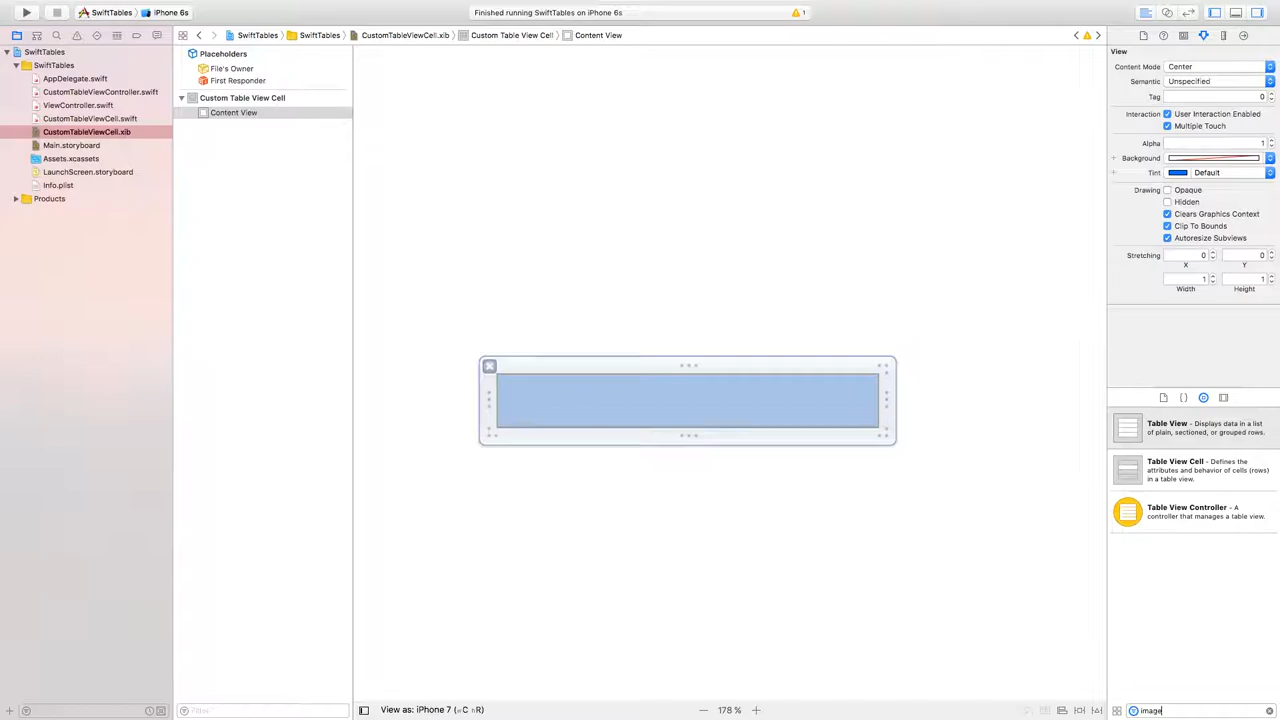 SwiftTables
iPhone 6s
Finished running SwiftTables on iPhone 6s
1
SwiftTables
SwiftTables
CustomTableViewCell.xib
Custom Table View Cell
Content View
SwiftTables
SwiftTables
AppDelegate.swift
CustomTableViewController.swift
ViewController.swift
CustomTableViewCell.swift
CustomTableViewCell.xib
Main.storyboard
Assets.xcassets
LaunchScreen.storyboard
Info.plist
Products
Placeholders
File's Owner
First Responder
Custom Table View Cell
Content View
View
Content Mode
Center
Semantic
Unspecified
Tag
0
Interaction
User Interaction Enabled
Multiple Touch
Alpha
1
Background
Tint
Default
Drawing
Opaque
Hidden
Clears Graphics Context
Clip To Bounds
Autoresize Subviews
Stretching
0
0
X
Y
1
1
Width
Height
Table View - Displays data in a list
of plain, sectioned, or grouped rows.
Table View Cell - Defines the
attributes and behavior of cells (rows)
in a table view.
Table View Controller - A
controller that manages a table view.
Filter
View as: iPhone 7 (wC hR)
178 %
image